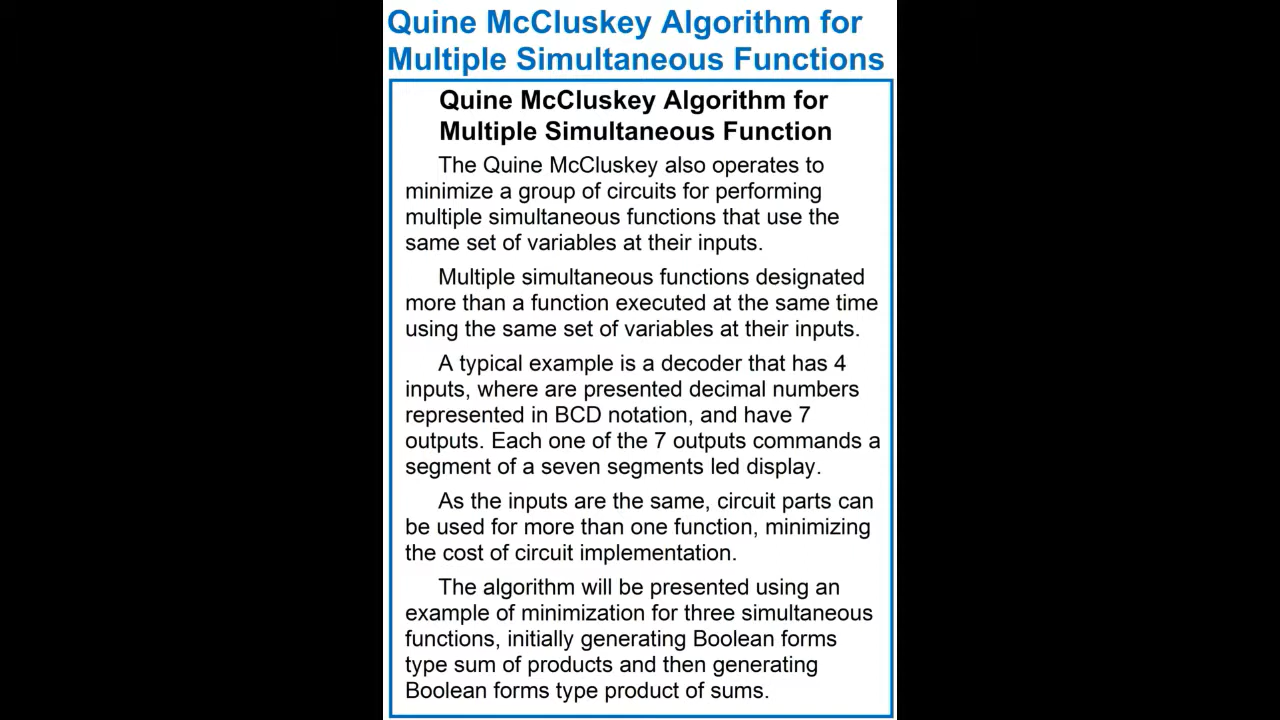 Quine McCluskey Algorithm for
Multiple Simultaneous Functions
Quine McCluskey Algorithm for
Multiple Simultaneous Function
The Quine McCluskey also operates to
minimize a group of circuits for performing
multiple simultaneous functions that use the
same set of variables at their inputs.
Multiple simultaneous functions designated
more than a function executed at the same time
using the same set of variables at their inputs.
A typical example is a decoder that has 4
inputs, where are presented decimal numbers
represented in BCD notation, and have 7
outputs. Each one of the 7 outputs commands a
segment of a seven segments led display.
As the inputs are the same, circuit parts can
be used for more than one function, minimizing
the cost of circuit implementation.
The algorithm will be presented using an
example of minimization for three simultaneous
functions, initially generating Boolean forms
type sum of products and then generating
Boolean forms type product of sums.